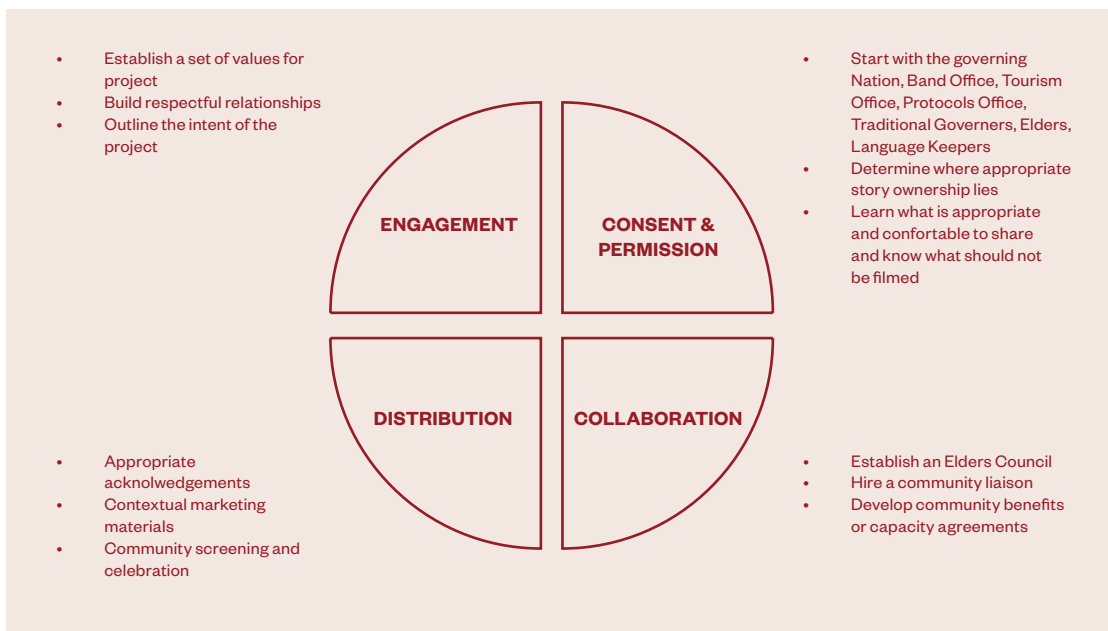 • Establish a set of values for
project
• Build respectful relationships
• Outline the intent of the
project
ENGAGEMENT
CONSENT &
PERMISSION
• Start with the governing
Nation, Band Office, Tourism
Office, Protocols Office,
Traditional Governers, Elders,
Language Keepers
• Determine where appropriate
story ownership lies
• Learn what is appropriate
and confortable to share
and know what should not
be filmed
DISTRIBUTION
COLLABORATION
• Appropriate
acknolwedgements
• Contextual marketing
materials
• Community screening and
celebration
• Establish an Elders Council
• Hire a community liaison
• Develop community benefits
or capacity agreements